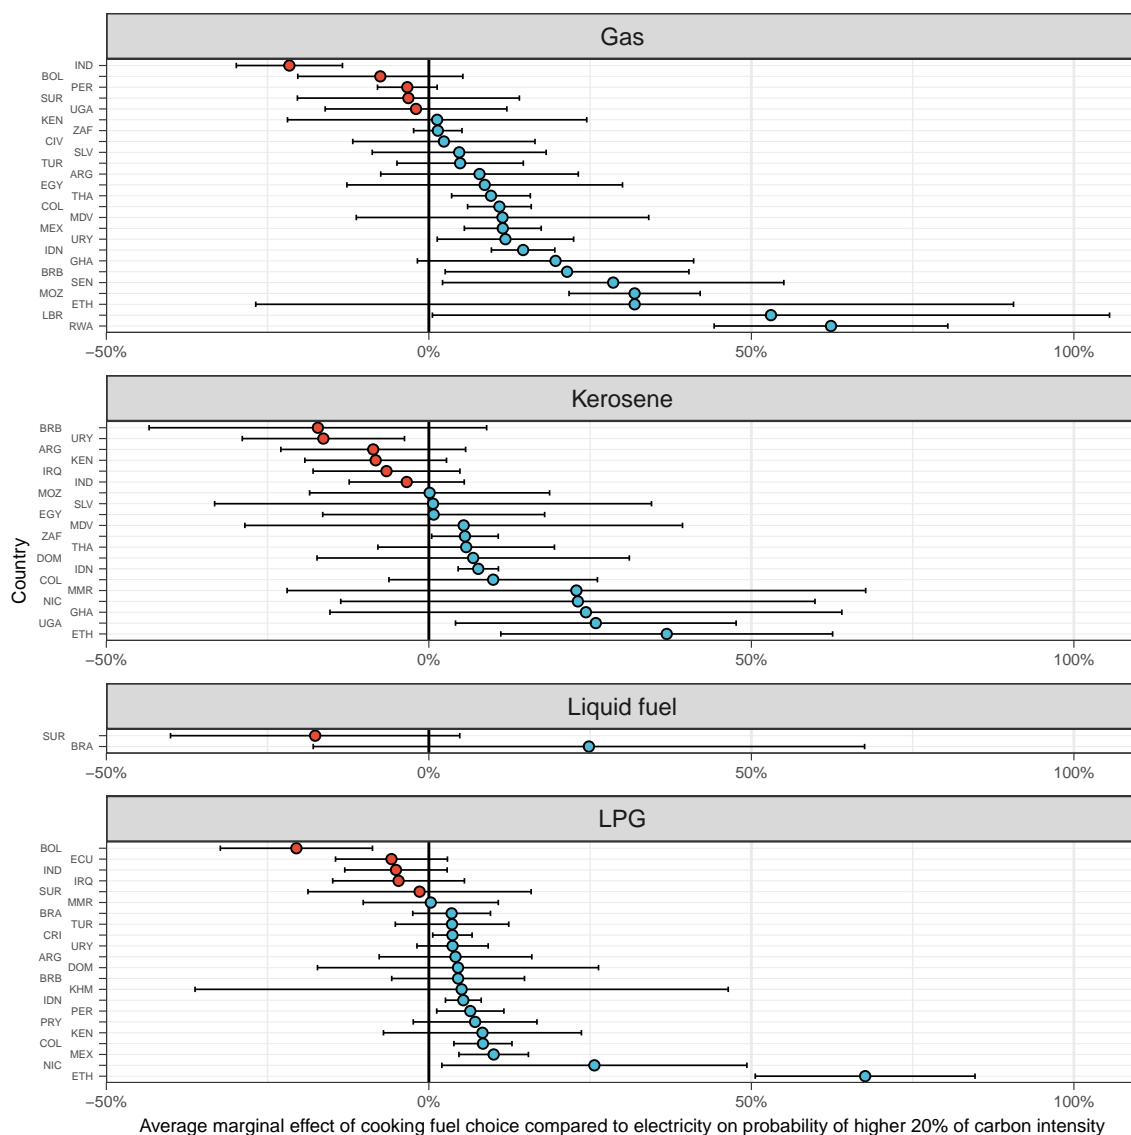 Gas
IND
BOL
PER
SUR
UGA
KEN
ZAF
CIV
SLV
TUR
ARG
EGY
THA
COL
MDV
MEX
URY
IDN
GHA
BRB
SEN
MOZ
ETH
LBR
RWA
−50% 0% 50% 100%
Kerosene
BRB
URY
ARG
KEN
IRQ
IND
MOZ
SLV
EGY
MDV
ZAF
THA
DOM
IDN
COL
MMR
NIC
GHA
UGA
ETH
−50% 0% 50% 100%
Country
Liquid fuel
SUR
BRA
−50% 0% 50% 100%
LPG
BOL
ECU
IND
IRQ
SUR
MMR
BRA
TUR
CRI
URY
ARG
DOM
BRB
KHM
IDN
PER
PRY
KEN
COL
MEX
NIC
ETH
−50% 0% 50% 100%
Average marginal effect of cooking fuel choice compared to electricity on probability of higher 20% of carbon intensity